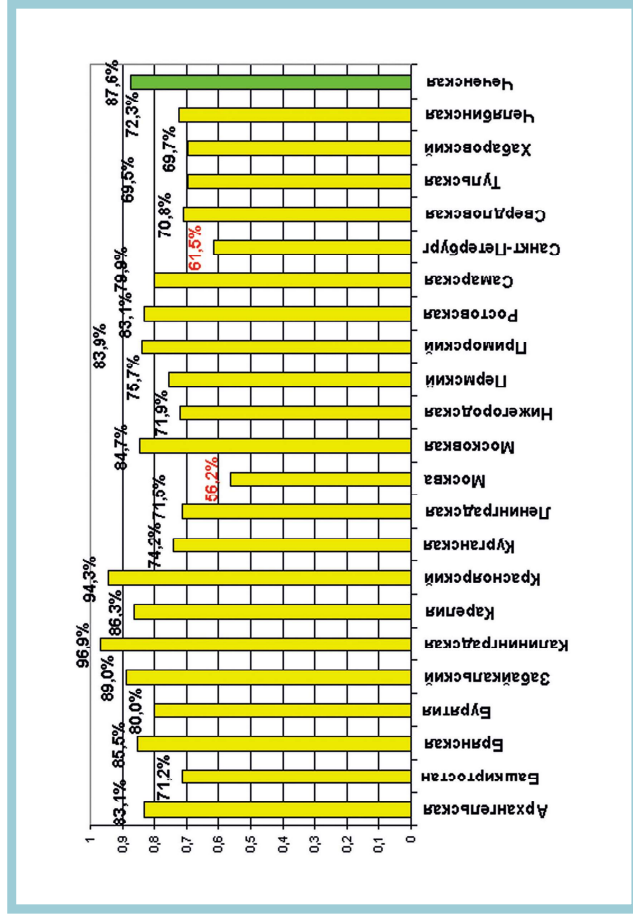 96,9%
94,3%
89,0%
87,6%
86,3%
85,5%
84,7%
83,9%
83,1%
83,1%
80,0%
79,9%
75,7%
74,2%
72,3%
71,9%
71,5%
71,2%
70,8%
69,7%
69,5%
61,5%
56,2%
1
0,9
0,8
0,7
0,6
0,5
0,4
0,3
0,2
0,1
0
Архангельская
Башкиртостан
Брянская
Бурятия
Забайкальский
Калининградская
Карелия
Красноярский
Курганская
Ленинградская
Москва
Московская
Нижегородская
Пермский
Приморский
Ростовская
Самарская
Санкт-Петербург
Свердловская
Тульская
Хабаровский
Челябинская
Чеченская